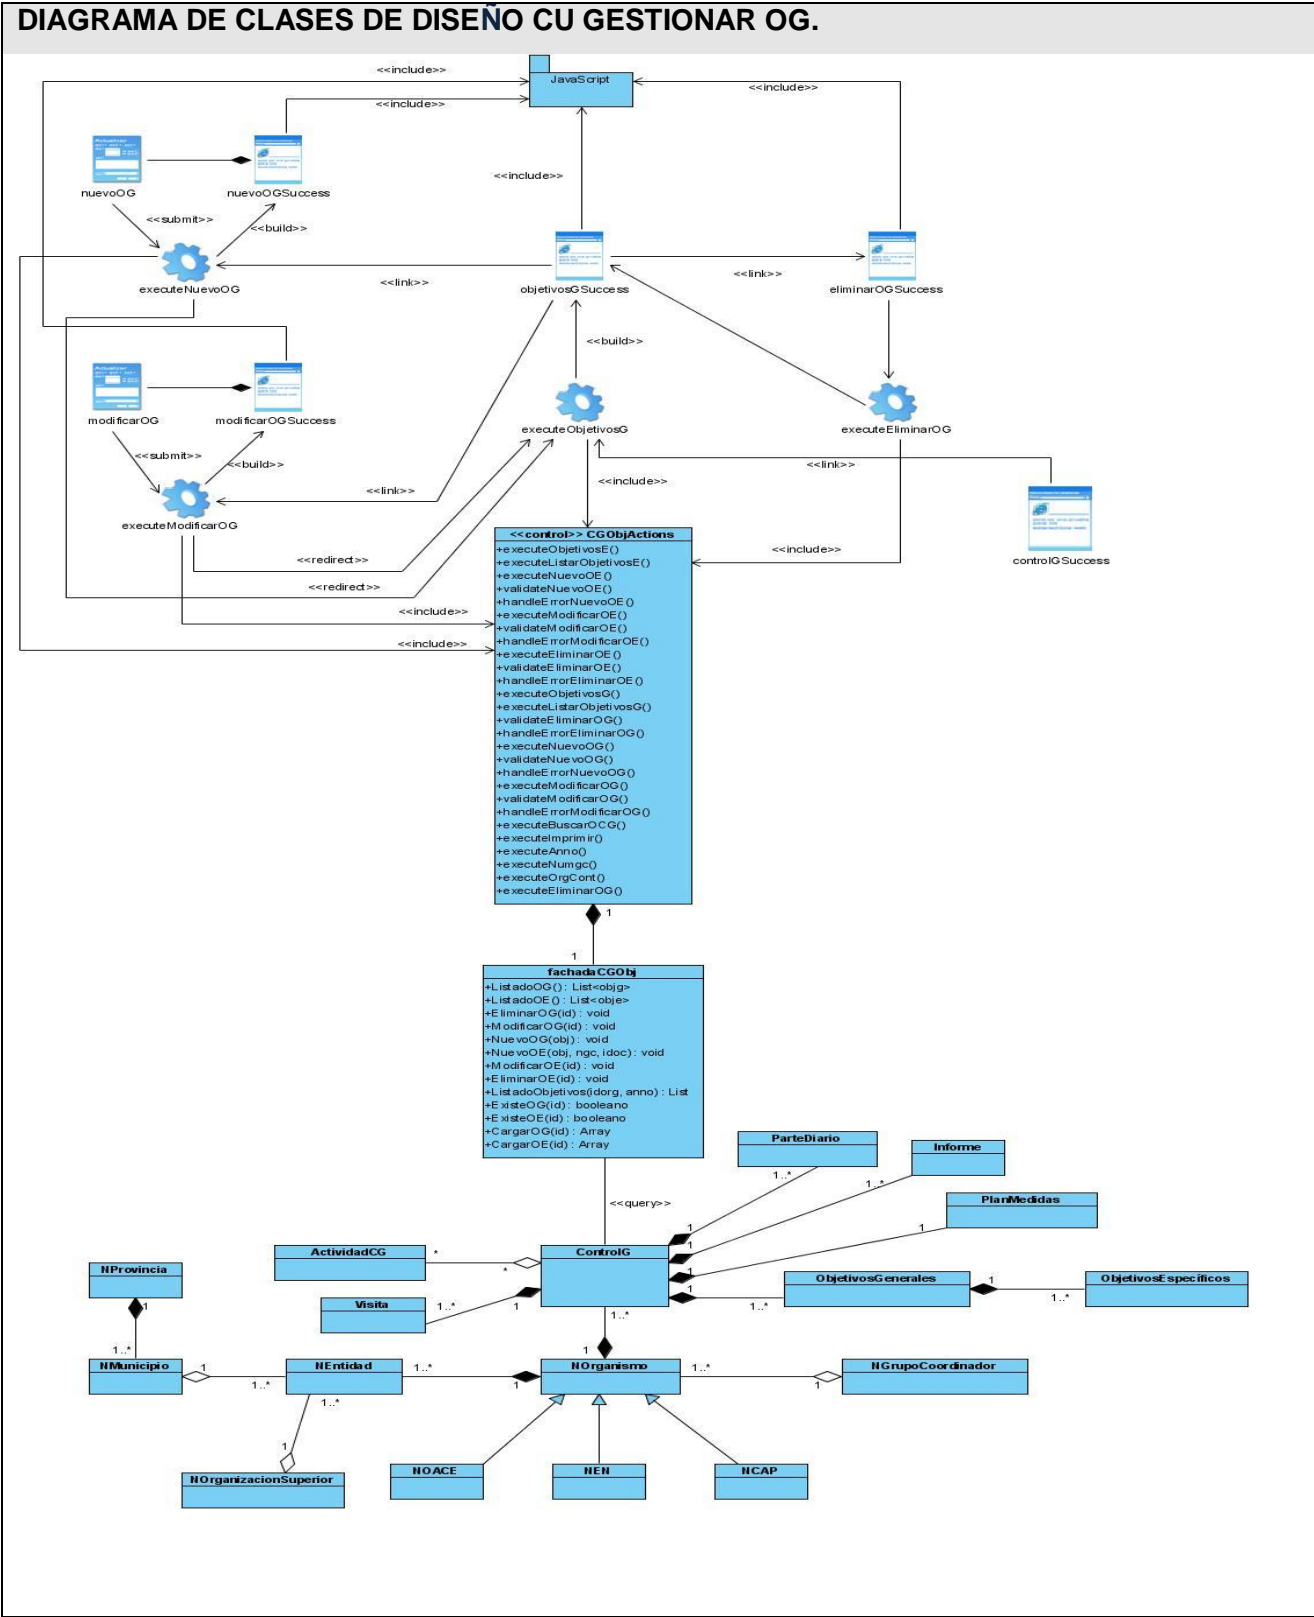 DIAGRAMA DE CLASES DE DISEÑO CU GESTIONAR OG.
<<include>>
JavaScript
<<include>>
<<include>>
<<include>>
nuevoOG
nuevoOGSuccess
<<submit>>
<<build>>
executeNuevoOG
<<link>>
objetivosGSuccess
<<link>>
eliminarOGSuccess
<<build>>
modificarOG
modificarOGSuccess
executeObjetivosG
executeEliminarOG
<<submit>>
<<build>>
<<link>>
<<include>>
<<link>>
executeModificarOG
controlGSuccess
<<redirect>>
<<redirect>>
<<include>>
<<include>>
<<include>>
<<control>> CGObjActions
+executeObjetivosE()
+executeListarObjetivosE()
+executeNuevoOE()
+validateNuevoOE()
+handleErrorNuevoOE()
+executeModificarOE()
+validateModificarOE()
+handleErrorModificarOE()
+executeEliminarOE()
+validateEliminarOE()
+handleErrorEliminarOE()
+executeObjetivosG()
+executeListarObjetivosG()
+validateEliminarOG()
+handleErrorEliminarOG()
+executeNuevoOG()
+validateNuevoOG()
+handleErrorNuevoOG()
+executeModificarOG()
+validateModificarOG()
+handleErrorModificarOG()
+executeBuscarOCG()
+executeImprimir()
+executeAnno()
+executeNumgc()
+executeOrgCont()
+executeEliminarOG()
1
1
fachadaCGObj
+ListadoOG() : List<objg>
+ListadoOE() : List<obje>
+EliminarOG(id) : void
+ModificarOG(id) : void
+NuevoOG(obj) : void
+NuevoOE(obj, ngc, idoc) : void
+ModificarOE(id) : void
+EliminarOE(id) : void
+ListadoObjetivos(idorg, anno) : List
+ExisteOG(id) : booleano
+ExisteOE(id) : booleano
+CargarOG(id) : Array
+CargarOE(id) : Array
<<query>>
ParteDiario
1..*
Informe
1..*
PlanMedidas
1
1
1
1
1
ActividadCG
*
*
ControlG
ObjetivosGenerales
1..*
1
ObjetivosEspecíficos
1..*
Visita
1..*
1
1..*
1
NProvincia
1
1..*
NMunicipio
1
1..*
NEntidad
1..*
1
NOrganismo
1..*
1
NGrupoCoordinador
1..*
1
NOrganizacionSuperior
NOACE
NEN
NCAP